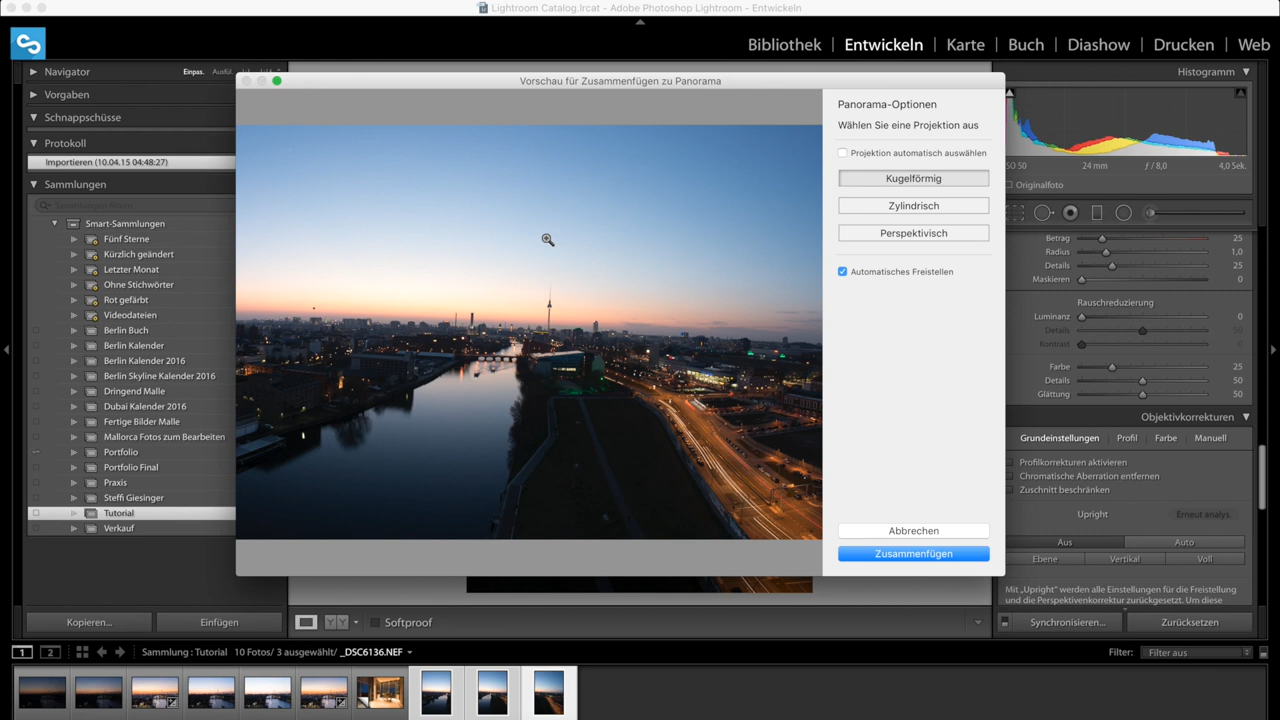 Lightroom Catalog.lrcat - Adobe Photoshop Lightroom - Entwickeln
Bibliothek | Entwickeln | Karte | Buch | Diashow | Drucken | Web
Navigator Einpas. Ausfül.
Vorgaben
Schnappschüsse
Protokoll
Importieren (10.04.15 04:48:27)
Sammlungen
Sammlungen filtern
Smart-Sammlungen
Fünf Sterne
Kürzlich geändert
Letzter Monat
Ohne Stichwörter
Rot gefärbt
Videodateien
Berlin Buch
Berlin Kalender
Berlin Kalender 2016
Berlin Skyline Kalender 2016
Dringend Malle
Dubai Kalender 2016
Fertige Bilder Malle
Mallorca Fotos zum Bearbeiten
Portfolio
Portfolio Final
Praxis
Steffi Giesinger
Tutorial
Verkauf
Kopieren...
Einfügen
Vorschau für Zusammenfügen zu Panorama
Panorama-Optionen
Wählen Sie eine Projektion aus
Projektion automatisch auswählen
Kugelförmig
Zylindrisch
Perspektivisch
Automatisches Freistellen
Abbrechen
Zusammenfügen
Softproof
Histogramm
ISO 50 24 mm ƒ / 8,0 4,0 Sek.
Originalfoto
Betrag 25
Radius 1,0
Details 25
Maskieren 0
Rauschreduzierung
Luminanz 0
Details 50
Kontrast 0
Farbe 25
Details 50
Glättung 50
Objektivkorrekturen
Grundeinstellungen Profil Farbe Manuell
Profilkorrekturen aktivieren
Chromatische Aberration entfernen
Zuschnitt beschränken
Upright Erneut analys.
Aus Auto
Ebene Vertikal Voll
Mit „Upright" werden alle Einstellungen für die Freistellung
und die Perspektivenkorrektur zurückgesetzt. Um diese
Synchronisieren... Zurücksetzen
1 2 Sammlung : Tutorial 10 Fotos/ 3 ausgewählt/ _DSC6136.NEF Filter: Filter aus